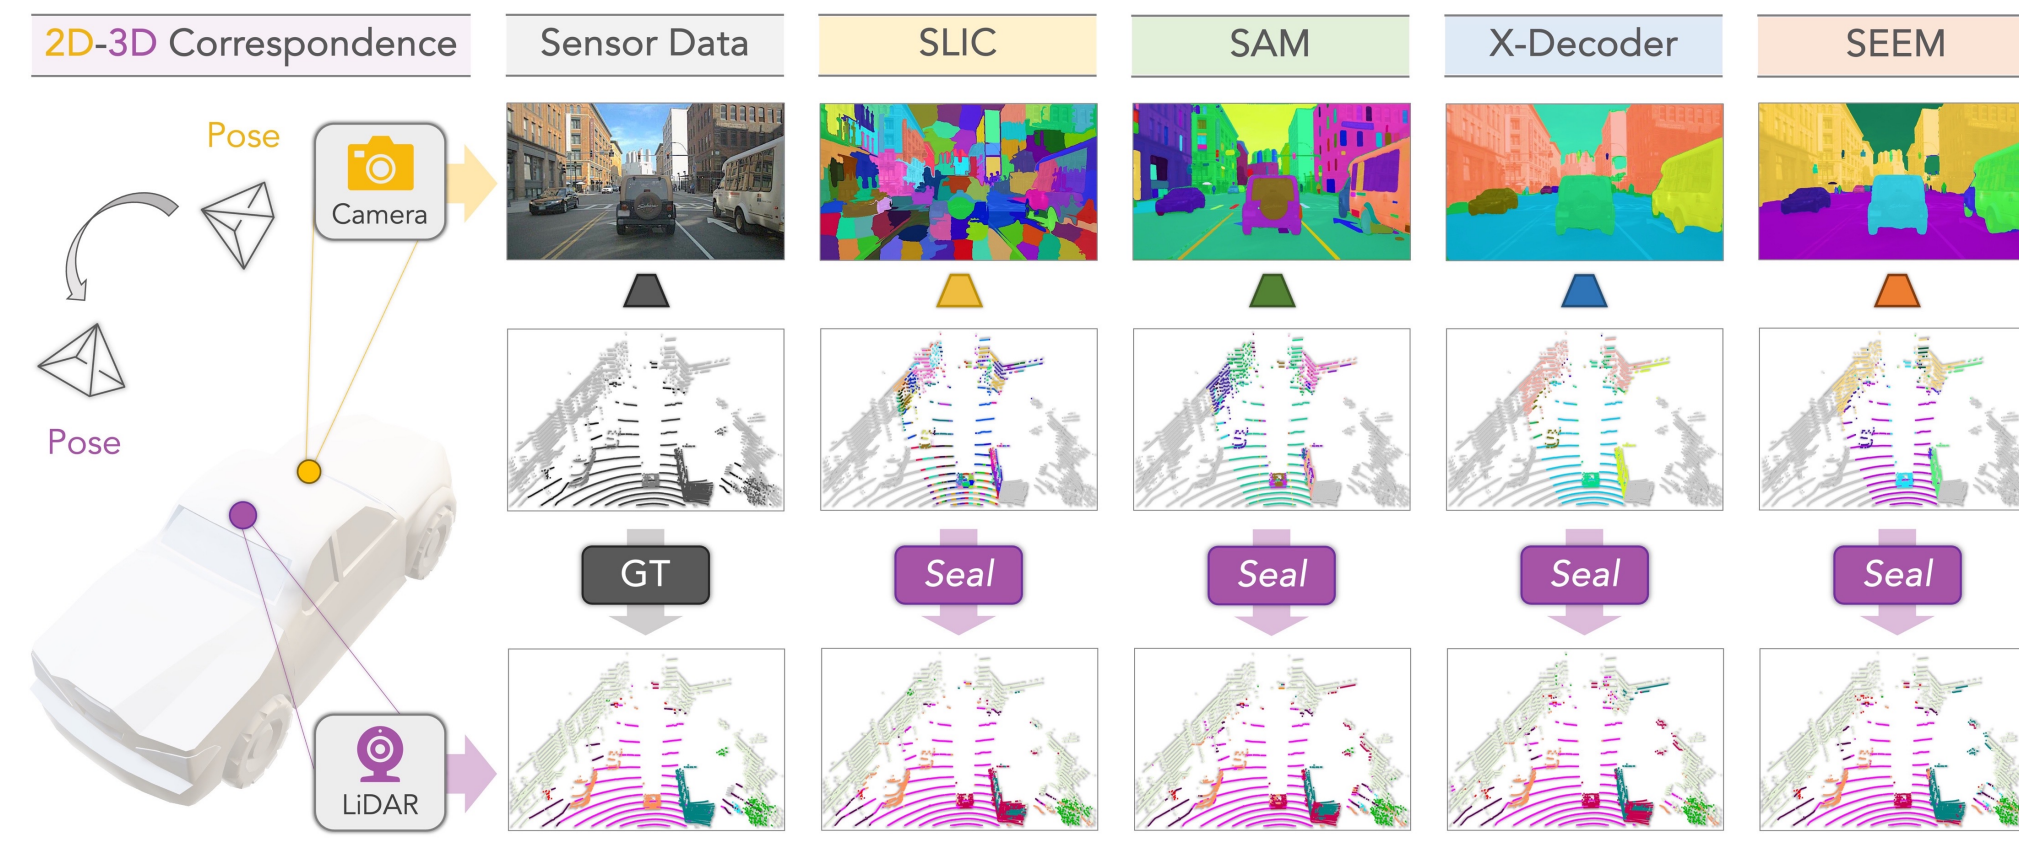 2D-3D Correspondence
Sensor Data
SLIC
SAM
X-Decoder
SEEM
Pose
Camera
Pose
GT
Seal
Seal
Seal
Seal
LiDAR